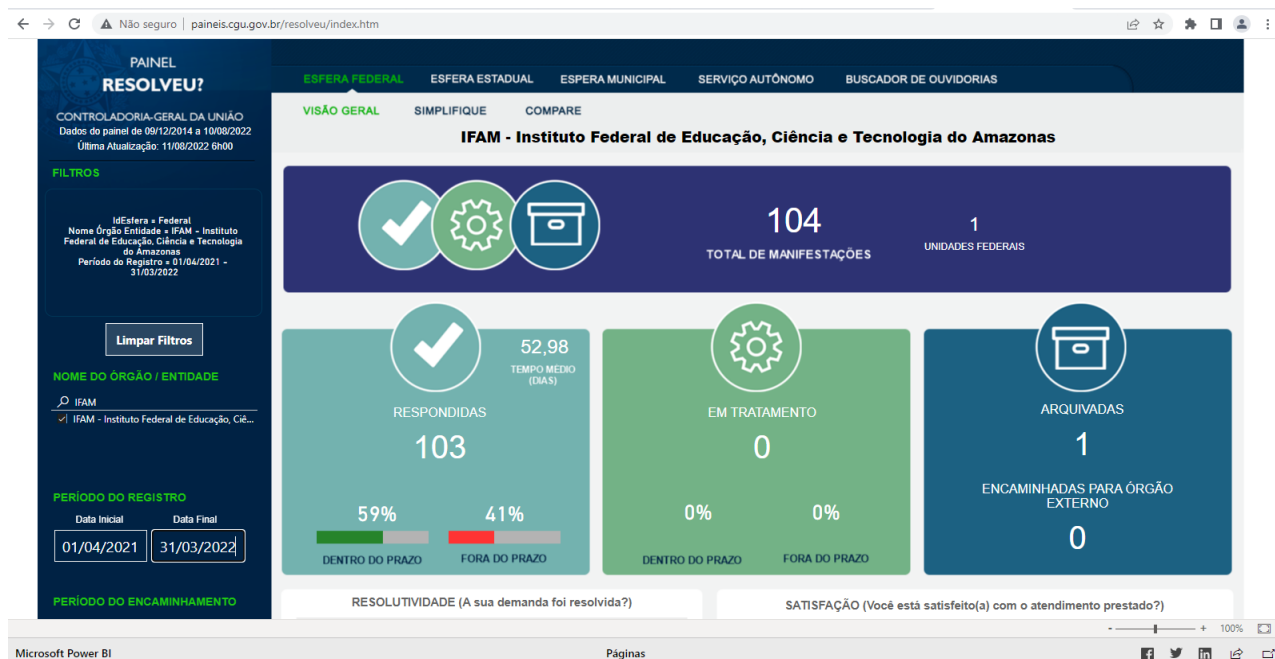 Não seguro | paineis.cgu.gov.br/resolveu/index.htm
PAINEL
RESOLVEU?
CONTROLADORIA-GERAL DA UNIÃO
Dados do painel de 09/12/2014 a 10/08/2022
Última Atualização: 11/08/2022 6h00
FILTROS
IdEsfera = Federal
Nome Órgão Entidade = IFAM - Instituto
Federal de Educação, Ciência e Tecnologia
do Amazonas
Período do Registro = 01/04/2021 -
31/03/2022
Limpar Filtros
NOME DO ÓRGÃO / ENTIDADE
IFAM
IFAM - Instituto Federal de Educação, Ciê...
PERÍODO DO REGISTRO
Data Inicial Data Final
01/04/2021 31/03/2022
PERÍODO DO ENCAMINHAMENTO
ESFERA FEDERAL ESFERA ESTADUAL ESFERA MUNICIPAL SERVIÇO AUTÔNOMO BUSCADOR DE OUVIDORIAS
VISÃO GERAL SIMPLIFIQUE COMPARE
IFAM - Instituto Federal de Educação, Ciência e Tecnologia do Amazonas
104
TOTAL DE MANIFESTAÇÕES
1
UNIDADES FEDERAIS
52,98
TEMPO MÉDIO
(DIAS)
RESPONDIDAS
103
59% 41%
DENTRO DO PRAZO FORA DO PRAZO
EM TRATAMENTO
0
0% 0%
DENTRO DO PRAZO FORA DO PRAZO
ARQUIVADAS
1
ENCAMINHADAS PARA ÓRGÃO
EXTERNO
0
RESOLUTIVIDADE (A sua demanda foi resolvida?)
SATISFAÇÃO (Você está satisfeito(a) com o atendimento prestado?)
- + 100%
Microsoft Power BI Páginas